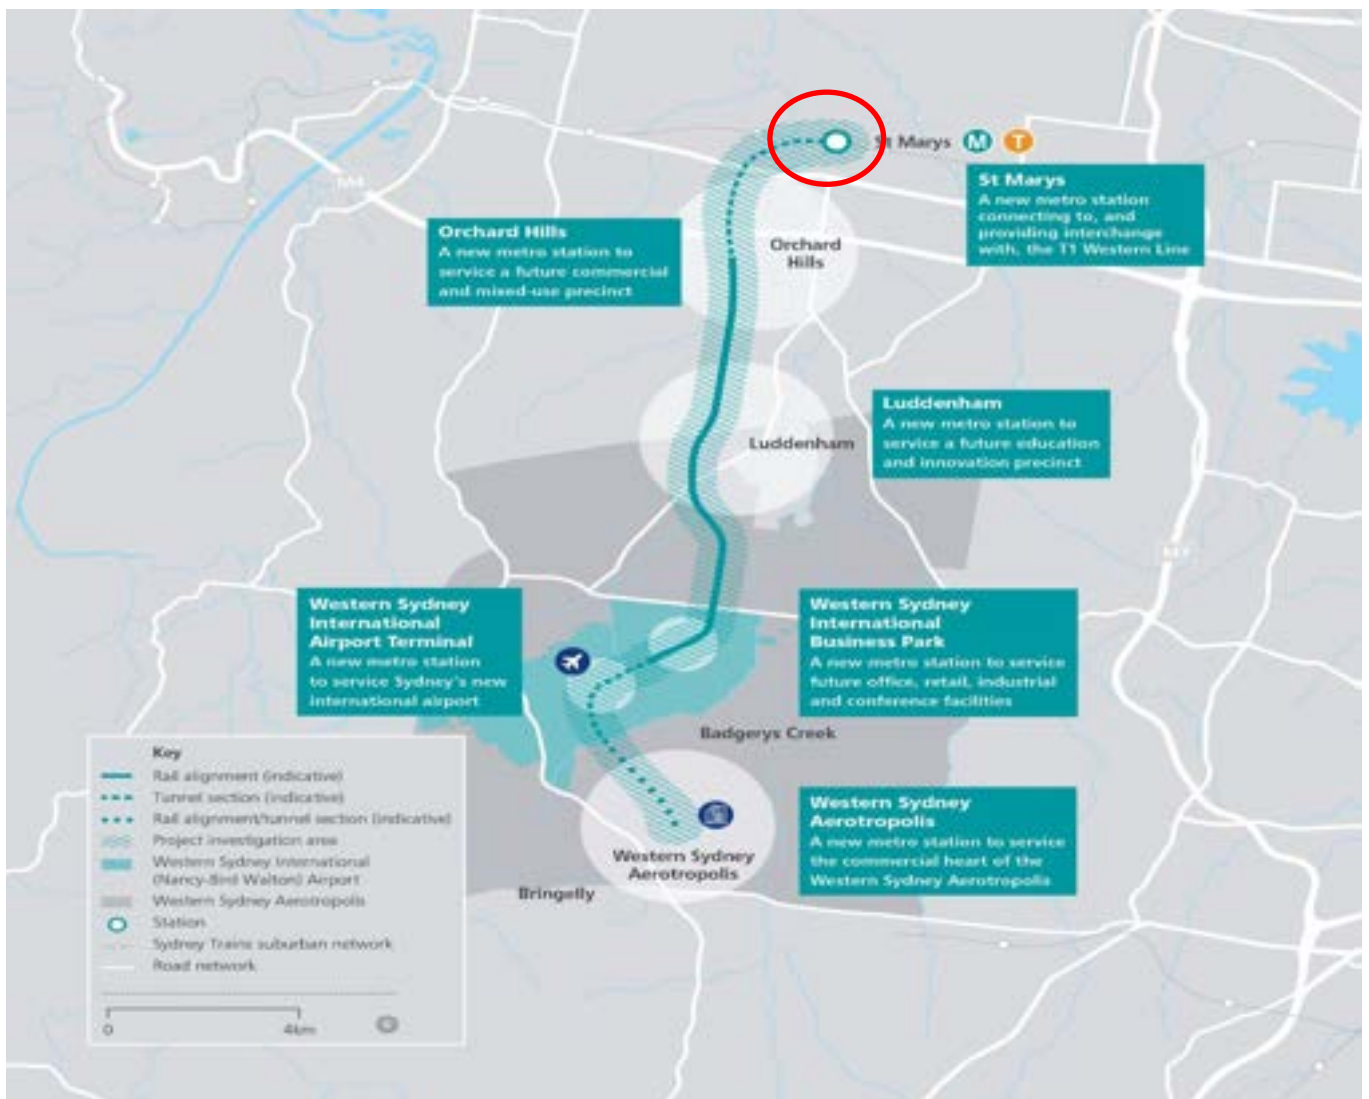 St Marys M T
St Marys
A new metro station
connecting to, and
providing interchange
with, the T1 Western Line
Orchard Hills
A new metro station to
service a future commercial
and mixed-use precinct
Orchard
Hills
Luddenham
A new metro station to
service a future education
and innovation precinct
Luddenham
Western Sydney
International
Airport Terminal
A new metro station
to service Sydney's new
international airport
Western Sydney
International
Business Park
A new metro station to service
future office, retail, industrial
and conference facilities
Badgerys Creek
Western Sydney
Aerotropolis
A new metro station to service
the commercial heart of the
Western Sydney Aerotropolis
Western Sydney
Aerotropolis
Bringelly
Key
Rail alignment (indicative)
Tunnel section (indicative)
Rail alignment/tunnel section (indicative)
Project investigation area
Western Sydney International
(Nancy-Bird Walton) Airport
Western Sydney Aerotropolis
Station
Sydney Trains suburban network
Road network
0 4km